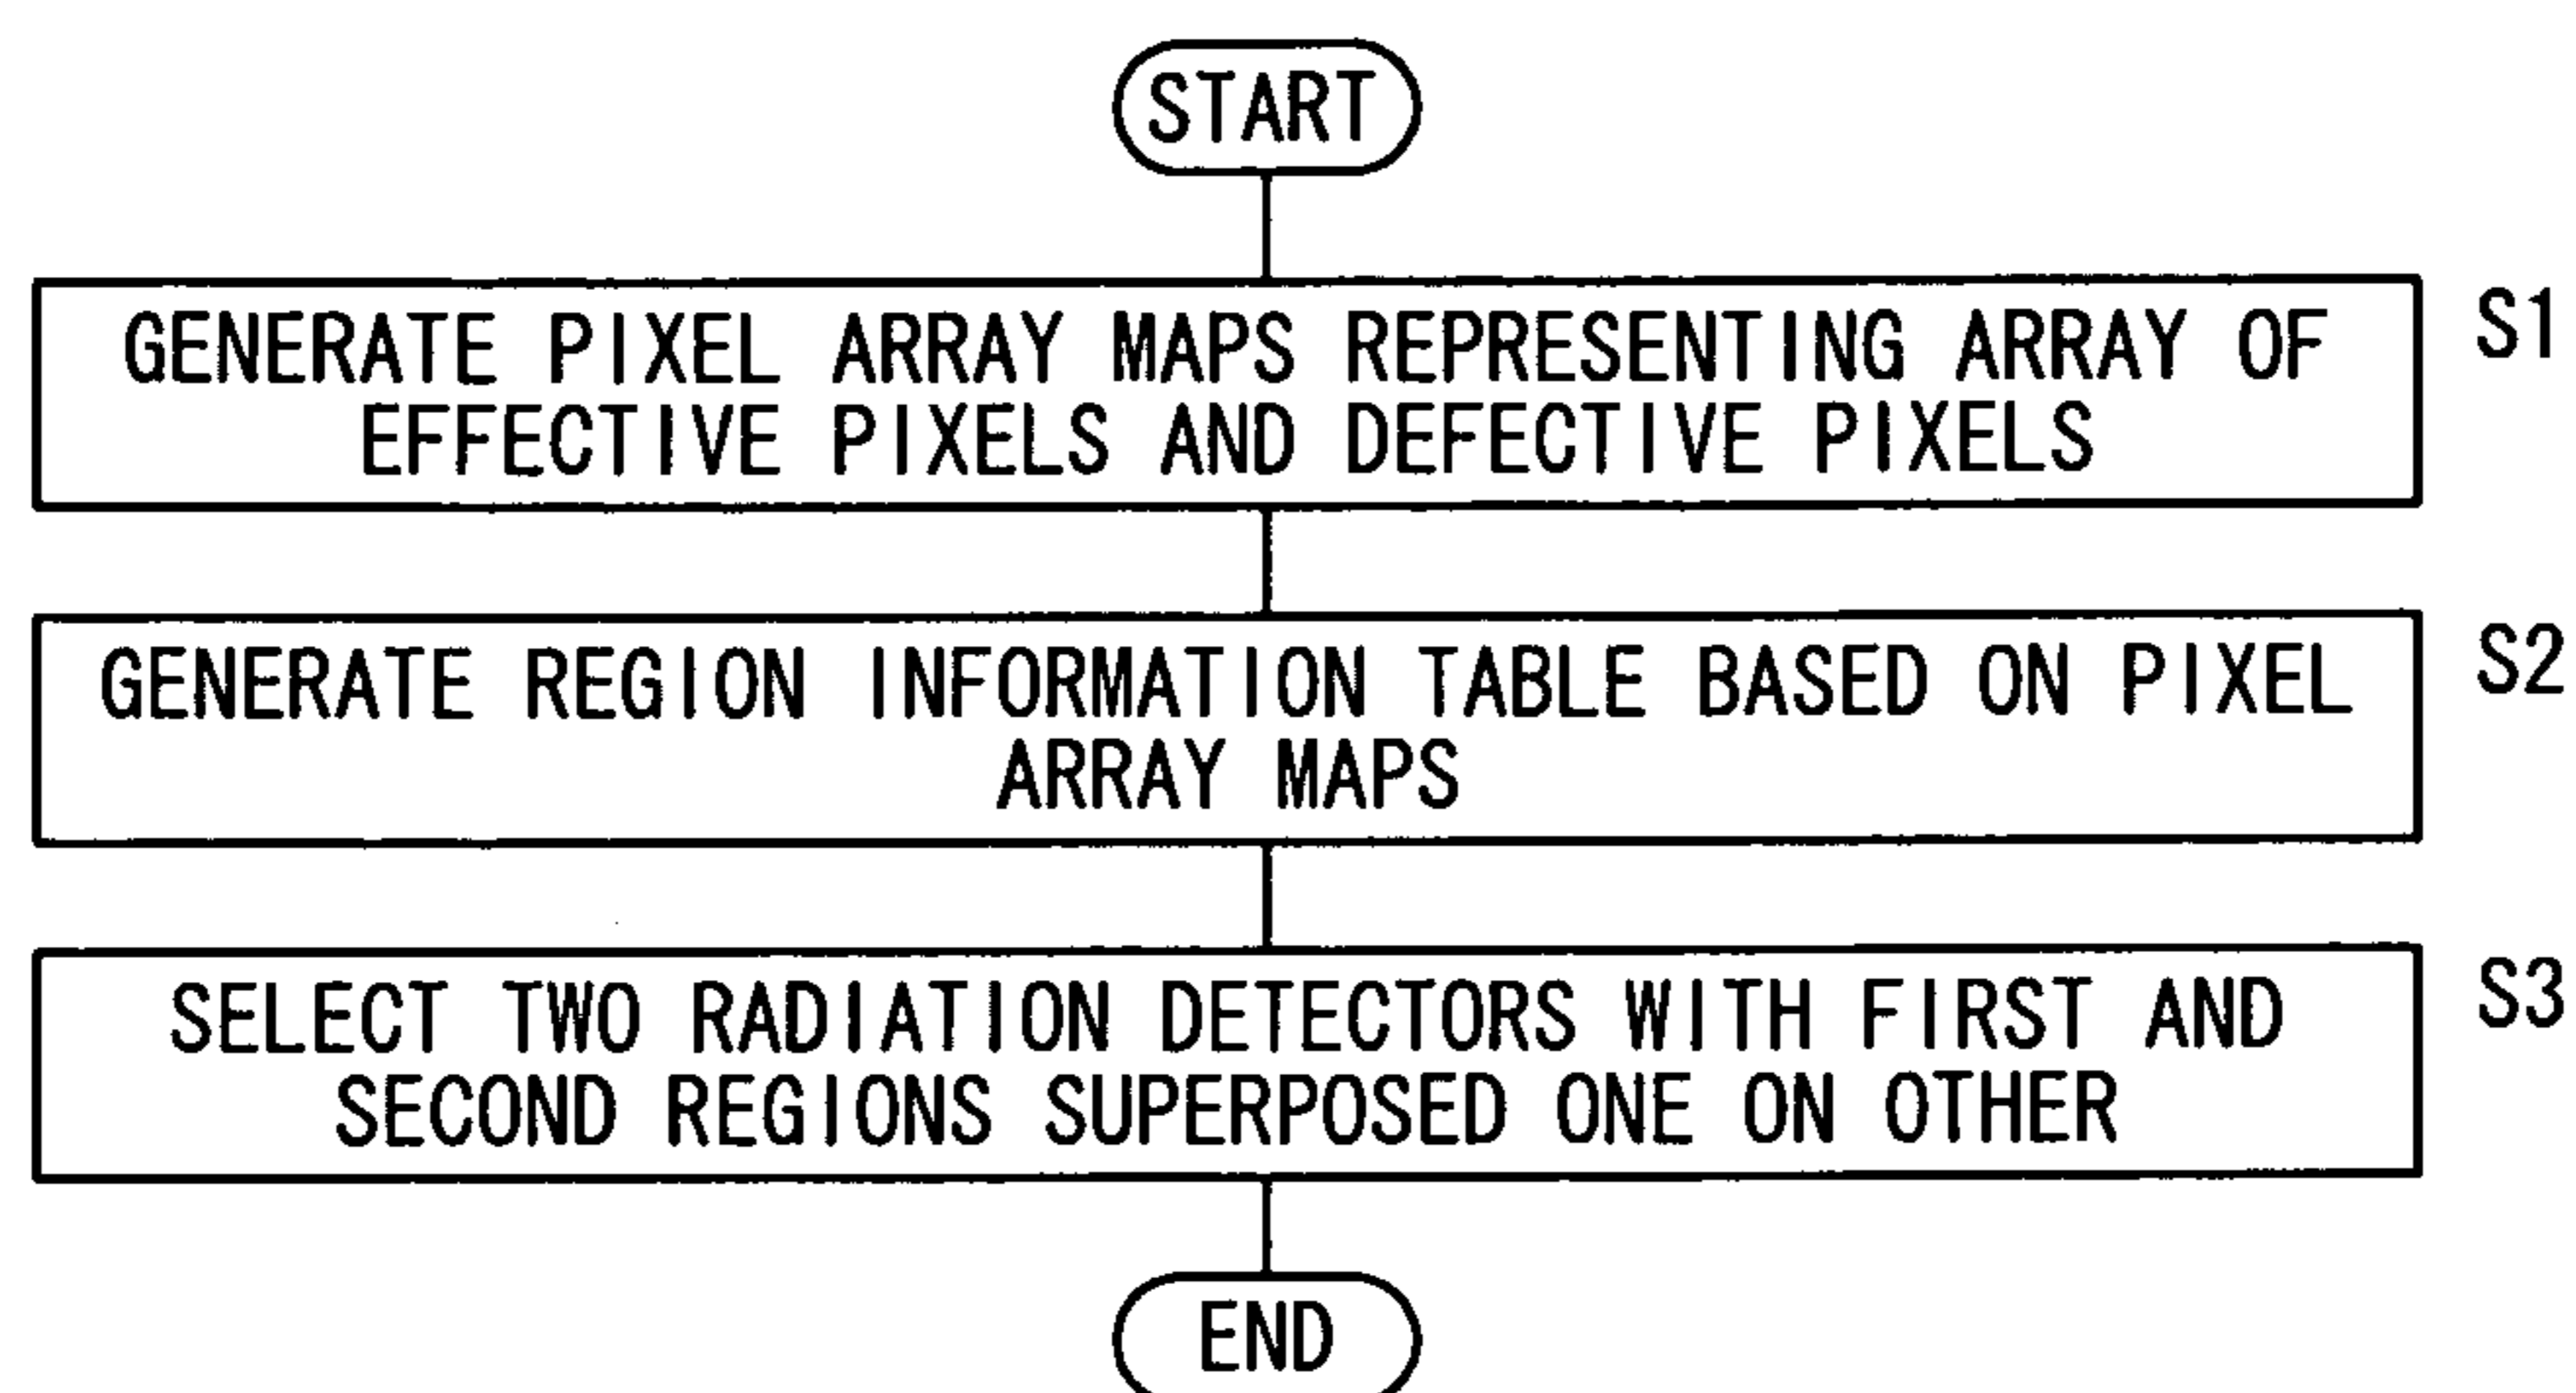 START
GENERATE PIXEL ARRAY MAPS REPRESENTING ARRAY OF
EFFECTIVE PIXELS AND DEFECTIVE PIXELS
S1
GENERATE REGION INFORMATION TABLE BASED ON PIXEL
ARRAY MAPS
S2
SELECT TWO RADIATION DETECTORS WITH FIRST AND
SECOND REGIONS SUPERPOSED ONE ON OTHER
S3
END